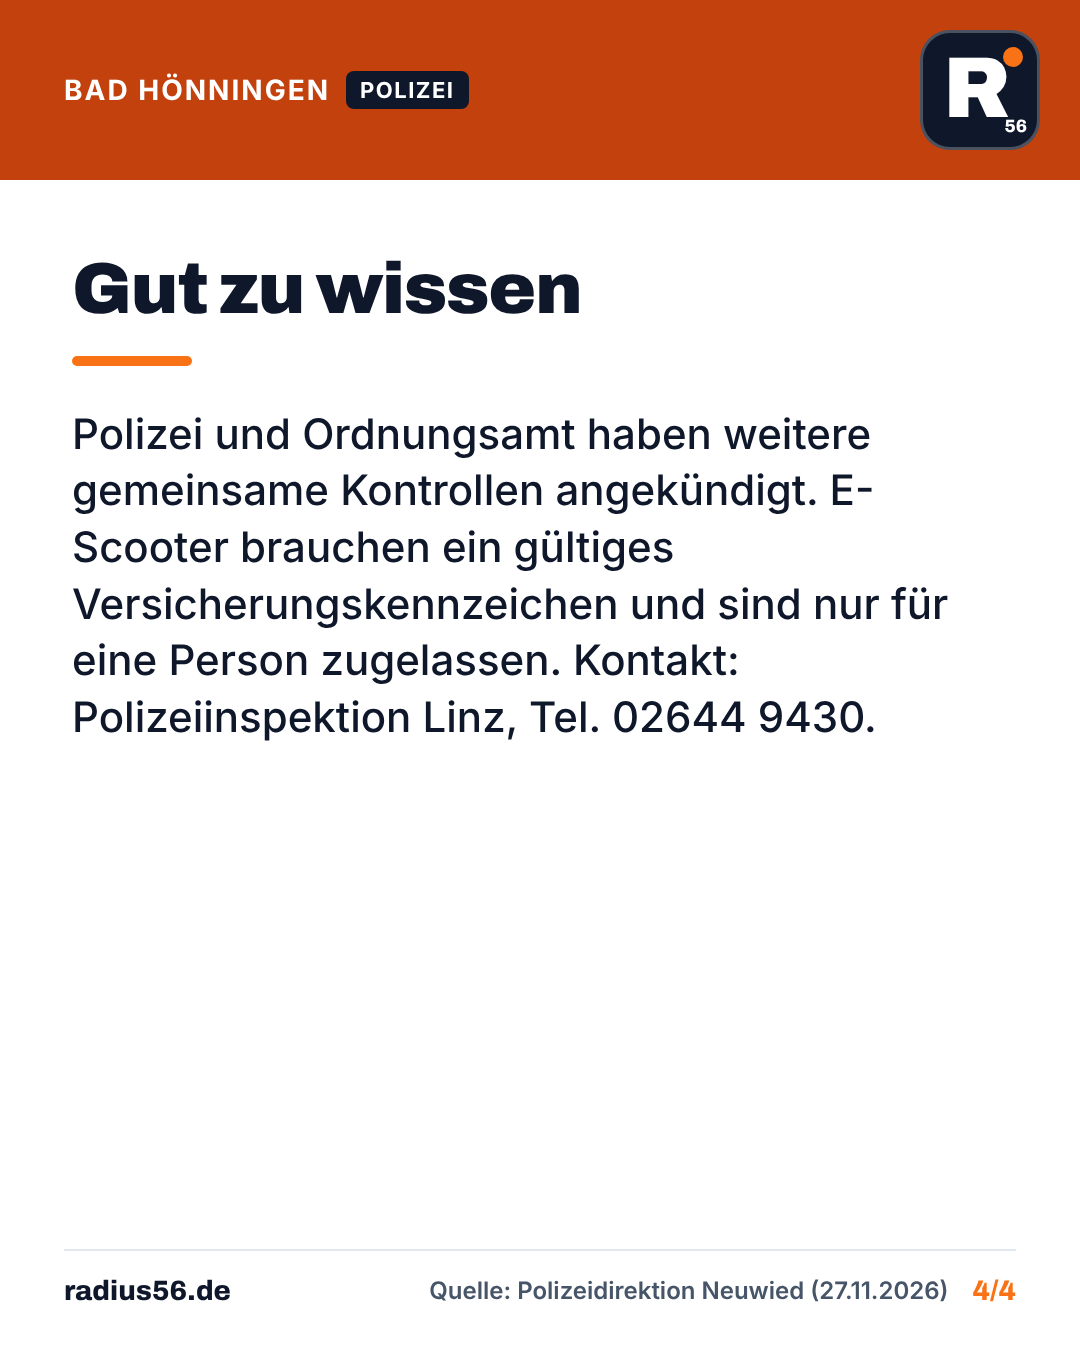 BAD HÖNNINGEN POLIZEI
R 56
Gut zu wissen
Polizei und Ordnungsamt haben weitere
gemeinsame Kontrollen angekündigt. E-
Scooter brauchen ein gültiges
Versicherungskennzeichen und sind nur für
eine Person zugelassen. Kontakt:
Polizeiinspektion Linz, Tel. 02644 9430.
radius56.de Quelle: Polizeidirektion Neuwied (27.11.2026) 4/4